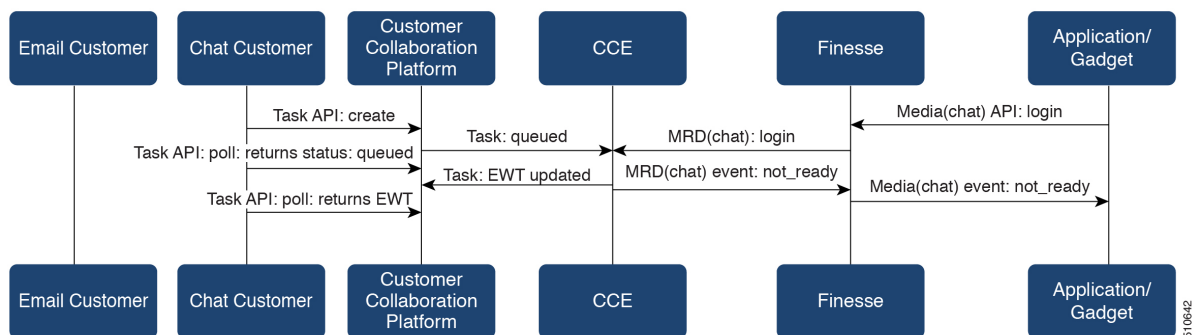 Email Customer
Chat Customer
Customer
Collaboration
Platform
CCE
Finesse
Application/
Gadget
Task API: create
Media(chat) API: login
Task: queued
MRD(chat): login
Task API: poll: returns status: queued
Task: EWT updated
MRD(chat) event: not_ready
Task API: poll: returns EWT
Media(chat) event: not_ready
Email Customer
Chat Customer
Customer
Collaboration
Platform
CCE
Finesse
Application/
Gadget
510642